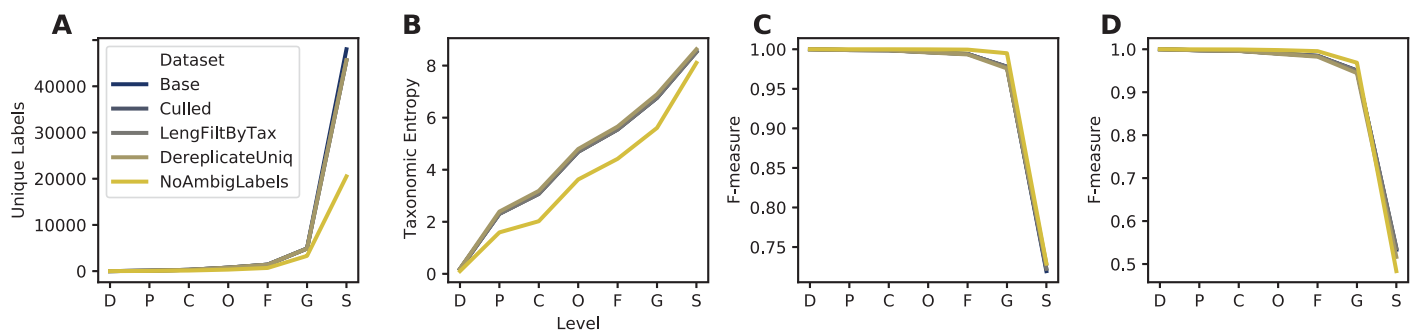 A
Unique Labels
40000
30000
20000
10000
0
Dataset
Base
Culled
LengFiltByTax
DereplicateUniq
NoAmbigLabels
D P C O F G S
B
Taxonomic Entropy
8
6
4
2
0
D P C O F G S
Level
C
F-measure
1.00
0.95
0.90
0.85
0.80
0.75
D P C O F G S
D
F-measure
1.0
0.9
0.8
0.7
0.6
0.5
D P C O F G S